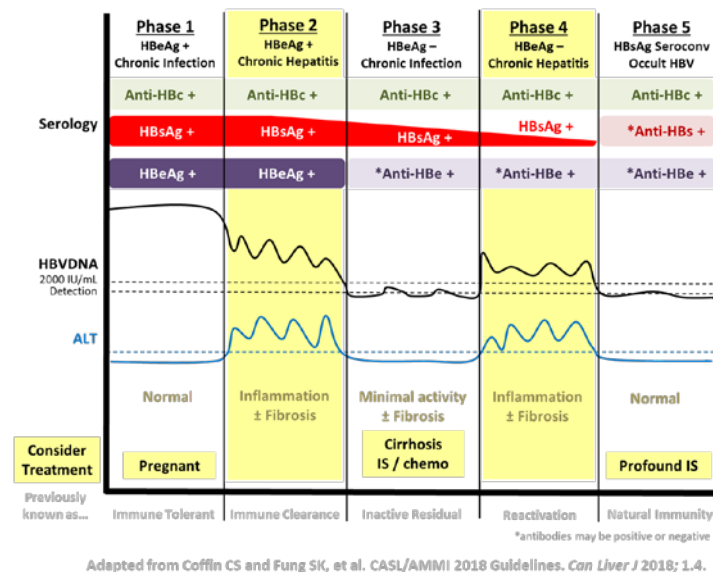 Phase 1 Phase 2 Phase 3 Phase 4 Phase 5
HBeAg + HBeAg + HBeAg – HBeAg – HBsAg Seroconv
Chronic Infection Chronic Hepatitis Chronic Infection Chronic Hepatitis Occult HBV
Anti-HBc + Anti-HBc + Anti-HBc + Anti-HBc + Anti-HBc +
Serology HBsAg + HBsAg + HBsAg + HBsAg + *Anti-HBs +
HBeAg + HBeAg + *Anti-HBe + *Anti-HBe + *Anti-HBe +
HBVDNA
2000 IU/mL
Detection
ALT
Normal Inflammation Minimal activity Inflammation Normal
± Fibrosis ± Fibrosis ± Fibrosis
Consider Cirrhosis
Treatment Pregnant IS / chemo Profound IS
Previously
known as... Immune Tolerant Immune Clearance Inactive Residual Reactivation Natural Immunity
*antibodies may be positive or negative
Adapted from Coffin CS and Fung SK, et al. CASL/AMMI 2018 Guidelines. Can Liver J 2018; 1.4.